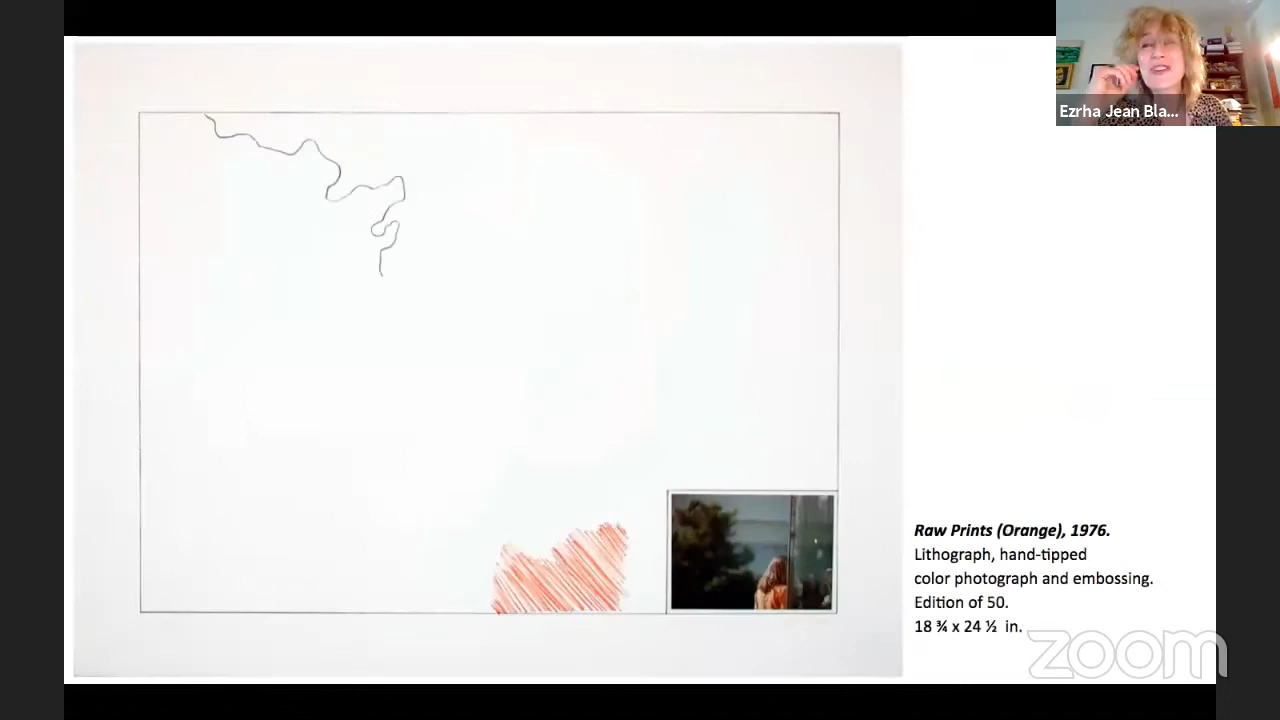 Ezrha Jean Bla...
Raw Prints (Orange), 1976.
Lithograph, hand-tipped
color photograph and embossing.
Edition of 50.
18 ¾ x 24 ½ in.
zoom